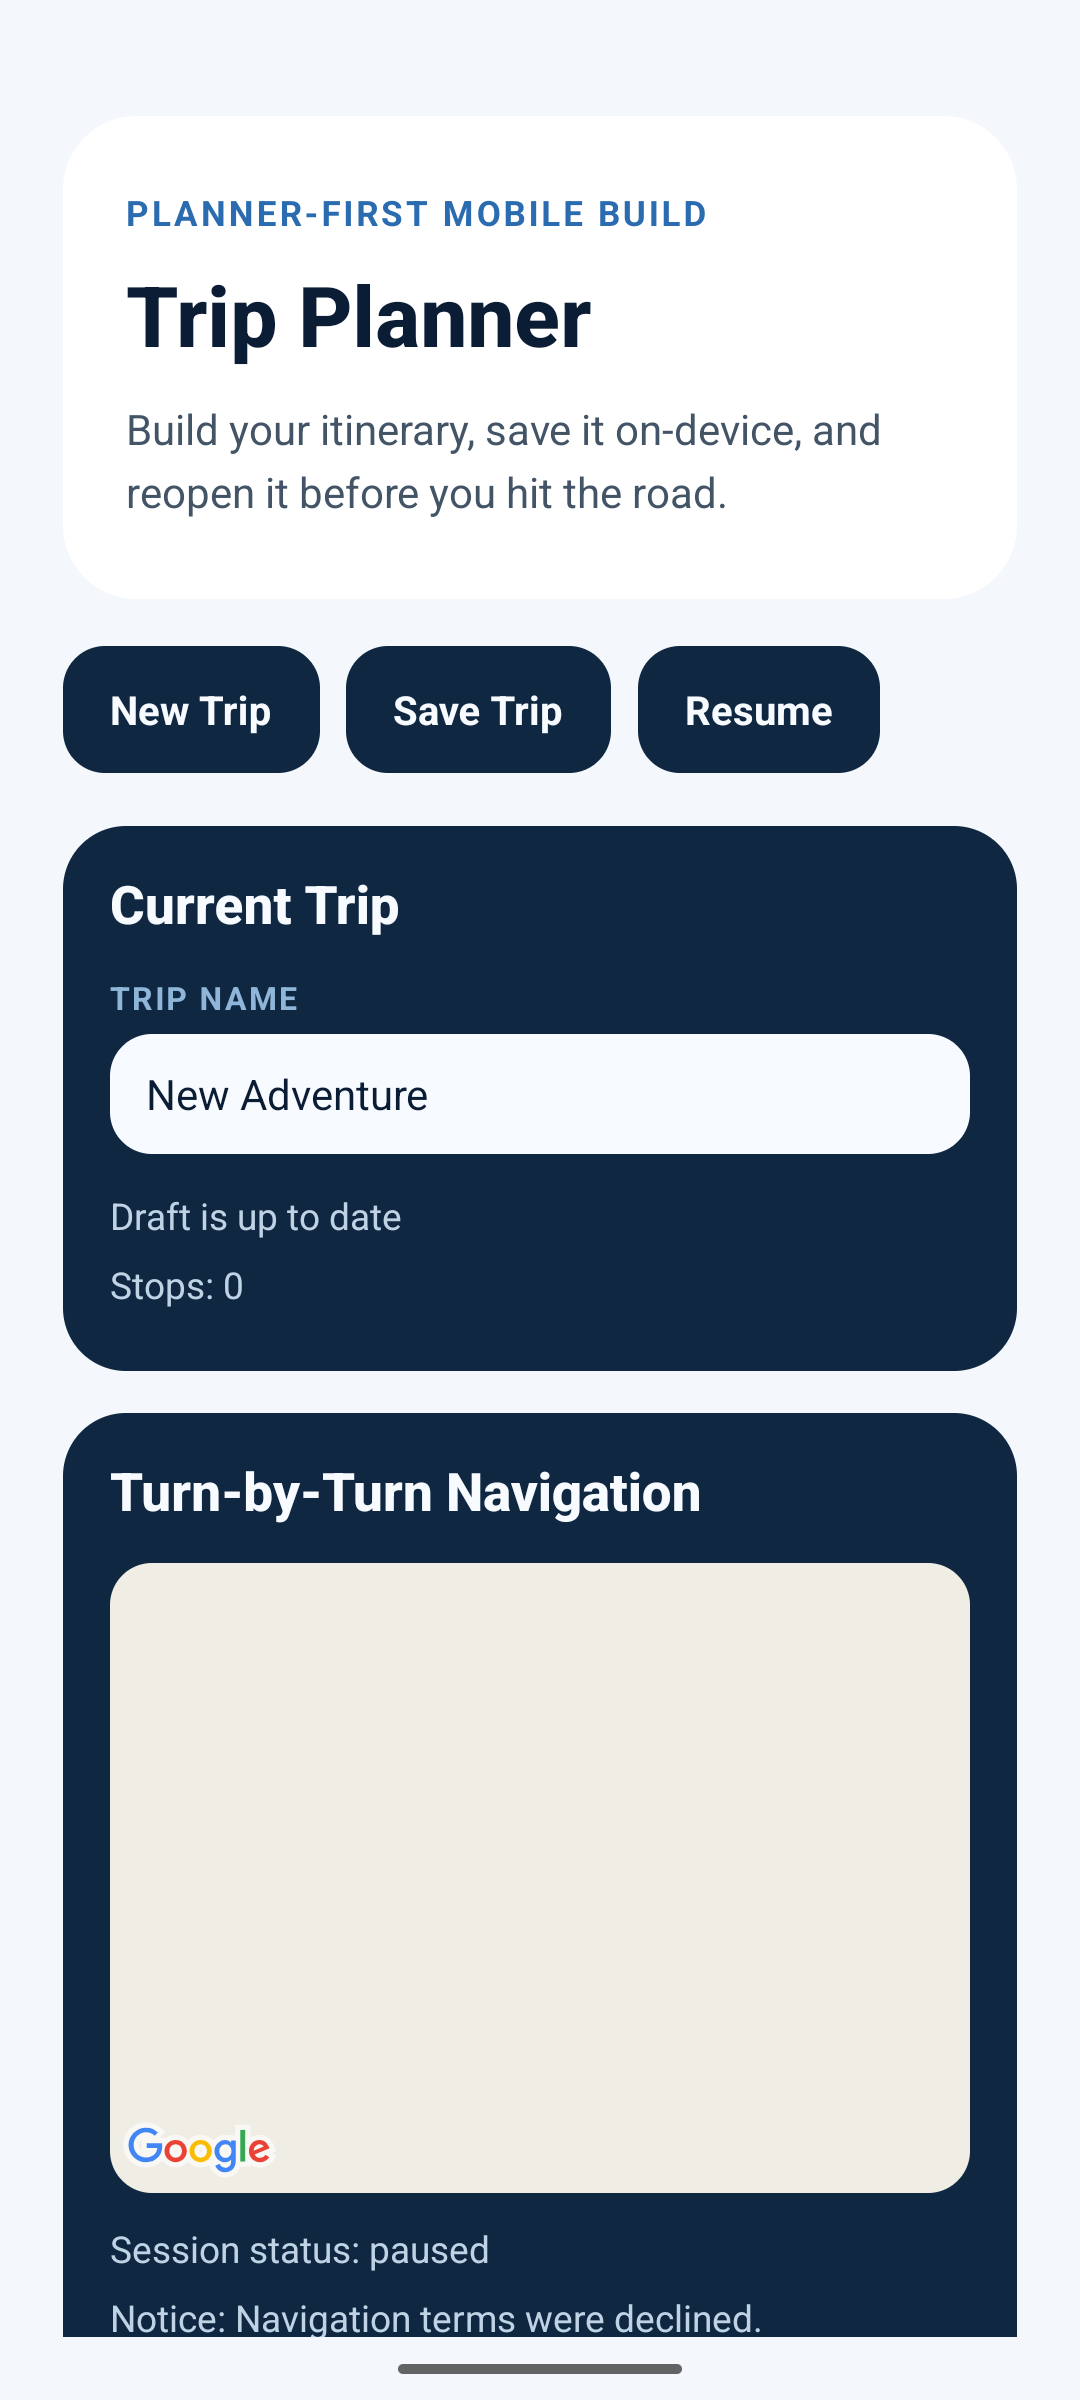 PLANNER-FIRST MOBILE BUILD
Trip Planner
Build your itinerary, save it on-device, and
reopen it before you hit the road.
New Trip
Save Trip
Resume
Current Trip
TRIP NAME
New Adventure
Draft is up to date
Stops: 0
Turn-by-Turn Navigation
Google
Session status: paused
Notice: Navigation terms were declined.